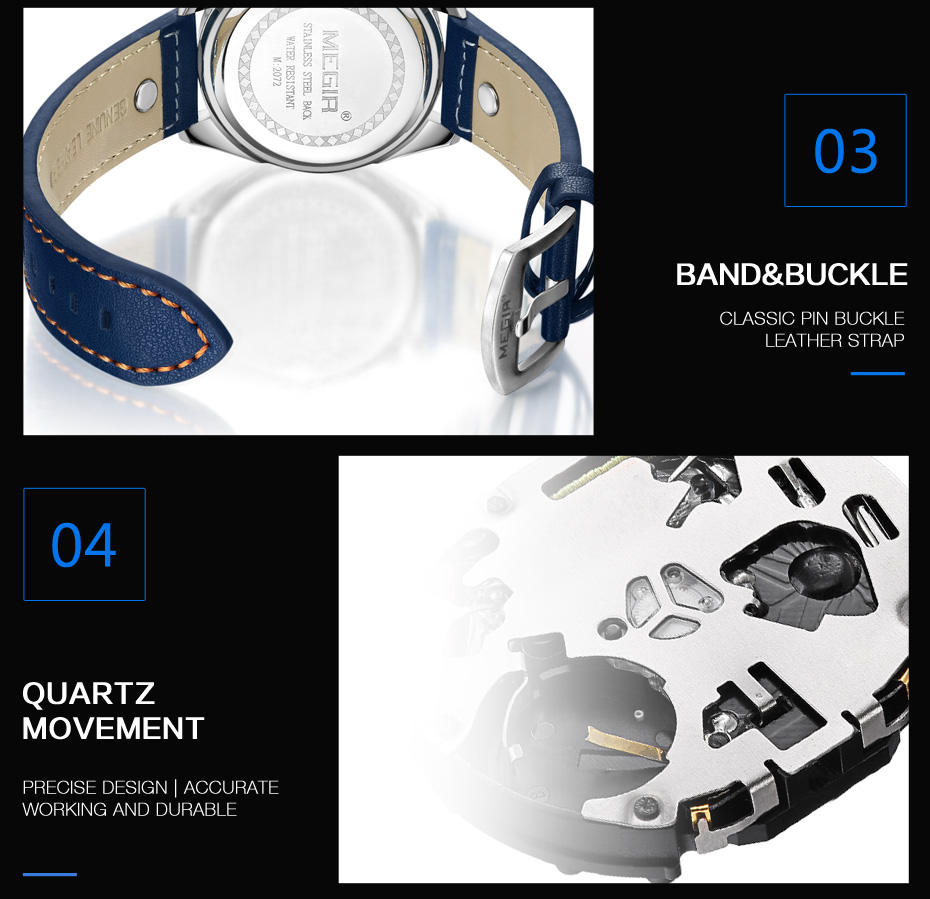 MEGIR®
STAINLESS STEEL BACK
WATER RESISTANT
M:2072
GENUINE LEATHER
MEGIR
03
BAND&BUCKLE
CLASSIC PIN BUCKLE
LEATHER STRAP
04
QUARTZ
MOVEMENT
PRECISE DESIGN | ACCURATE
WORKING AND DURABLE